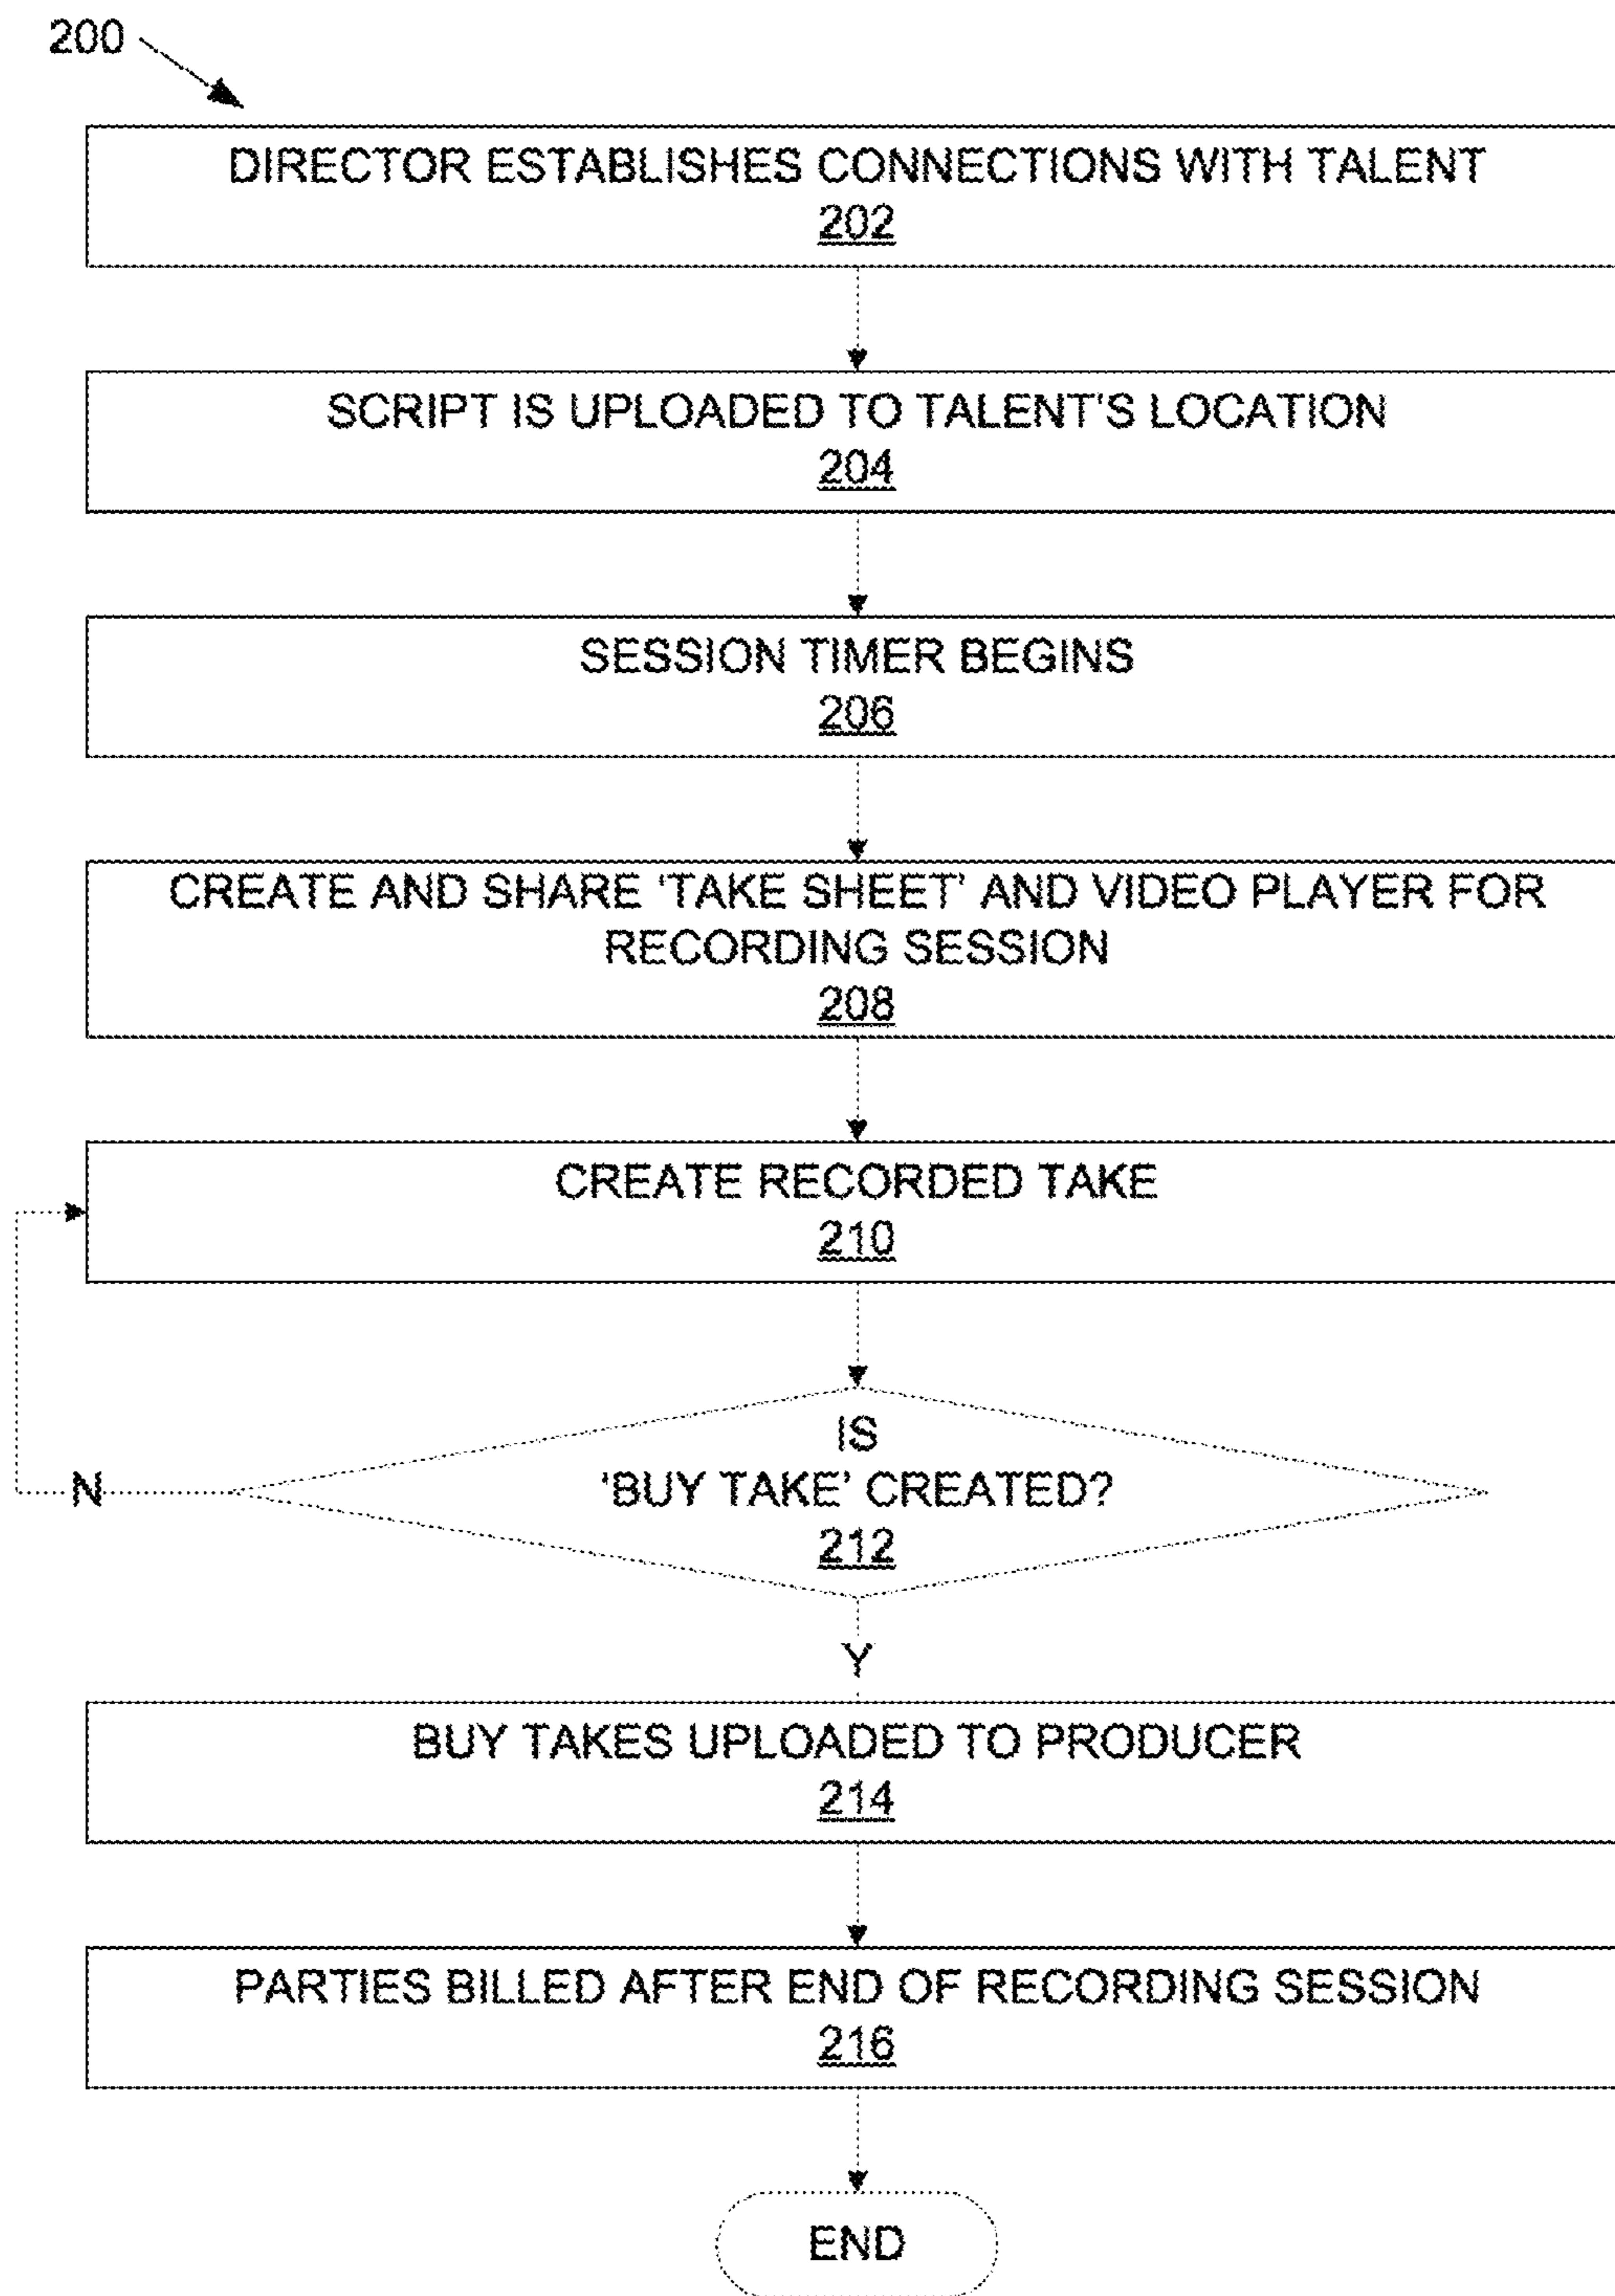 200
DIRECTOR ESTABLISHES CONNECTIONS WITH TALENT
202
SCRIPT IS UPLOADED TO TALENT'S LOCATION
204
SESSION TIMER BEGINS
206
CREATE AND SHARE 'TAKE SHEET' AND VIDEO PLAYER FOR
RECORDING SESSION
208
CREATE RECORDED TAKE
210
IS
'BUY TAKE' CREATED?
212
N
Y
BUY TAKES UPLOADED TO PRODUCER
214
PARTIES BILLED AFTER END OF RECORDING SESSION
216
END